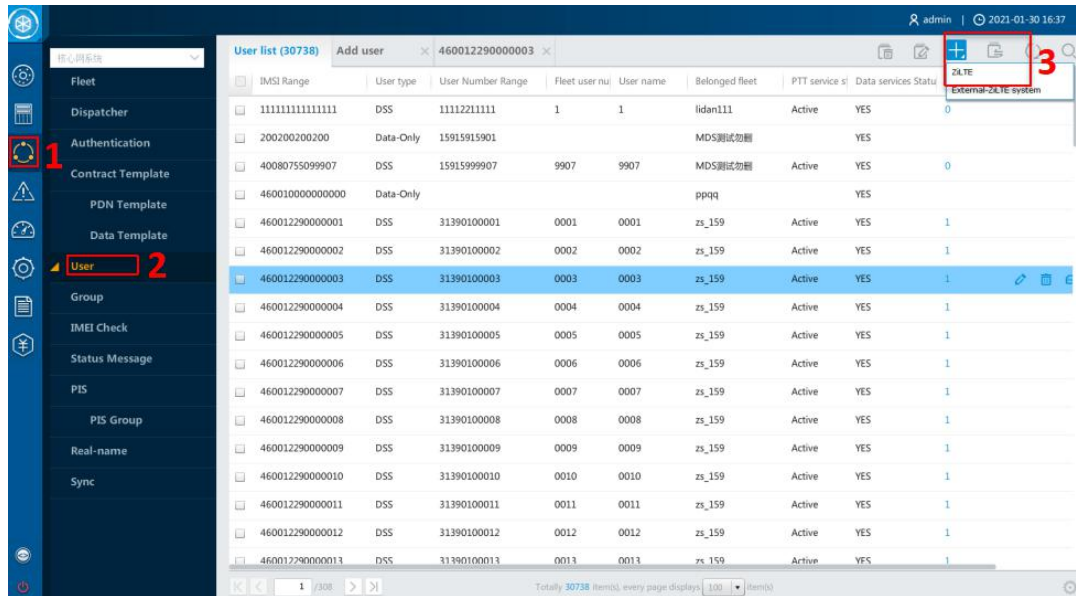 admin | 2021-01-30 16:37
核心网系统
User list (30738) Add user × 460012290000003 ×
3
ZiLTE
External-ZiLTE system
1
2
Fleet
Dispatcher
Authentication
Contract Template
PDN Template
Data Template
User
Group
IMEI Check
Status Message
PIS
PIS Group
Real-name
Sync
IMSI Range User type User Number Range Fleet user nu User name Belonged fleet PTT service s Data services Statu
111111111111111 DSS 11112211111 1 1 lidan111 Active YES 0
200200200200 Data-Only 15915915901 MDS测试勿删 YES
40080755099907 DSS 15915999907 9907 9907 MDS测试勿删 Active YES 0
460010000000000 Data-Only ppqq YES
460012290000001 DSS 31390100001 0001 0001 zs_159 Active YES 1
460012290000002 DSS 31390100002 0002 0002 zs_159 Active YES 1
460012290000003 DSS 31390100003 0003 0003 zs_159 Active YES 1
460012290000004 DSS 31390100004 0004 0004 zs_159 Active YES 1
460012290000005 DSS 31390100005 0005 0005 zs_159 Active YES 1
460012290000006 DSS 31390100006 0006 0006 zs_159 Active YES 1
460012290000007 DSS 31390100007 0007 0007 zs_159 Active YES 1
460012290000008 DSS 31390100008 0008 0008 zs_159 Active YES 1
460012290000009 DSS 31390100009 0009 0009 zs_159 Active YES 1
460012290000010 DSS 31390100010 0010 0010 zs_159 Active YES 1
460012290000011 DSS 31390100011 0011 0011 zs_159 Active YES 1
460012290000012 DSS 31390100012 0012 0012 zs_159 Active YES 1
460012290000013 DSS 31390100013 0013 0013 zs_159 Active YES 1
1 /308 Totally 30738 item(s), every page displays 100 item(s)